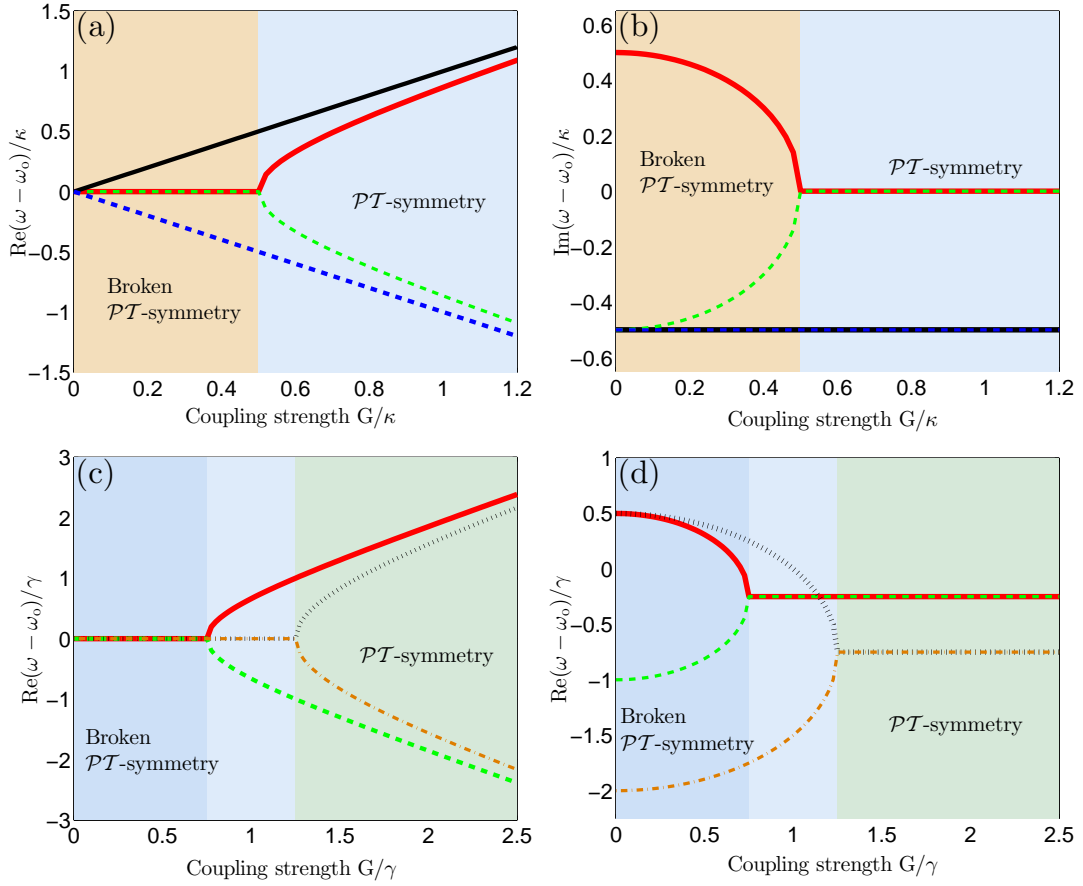 (a)
1.5
1
0.5
0
−0.5
−1
−1.5
Re(ω − ω₀)/κ
𝒫𝒯-symmetry
Broken
𝒫𝒯-symmetry
0 0.2 0.4 0.6 0.8 1 1.2
Coupling strength G/κ
(b)
0.6
0.4
0.2
0
−0.2
−0.4
−0.6
Im(ω − ω₀)/κ
Broken
𝒫𝒯-symmetry
𝒫𝒯-symmetry
0 0.2 0.4 0.6 0.8 1 1.2
Coupling strength G/κ
(c)
3
2
1
0
−1
−2
−3
Re(ω − ω₀)/γ
𝒫𝒯-symmetry
Broken
𝒫𝒯-symmetry
0 0.5 1 1.5 2 2.5
Coupling strength G/γ
(d)
1
0.5
0
−0.5
−1
−1.5
−2
Re(ω − ω₀)/γ
Broken
𝒫𝒯-symmetry
𝒫𝒯-symmetry
0 0.5 1 1.5 2 2.5
Coupling strength G/γ